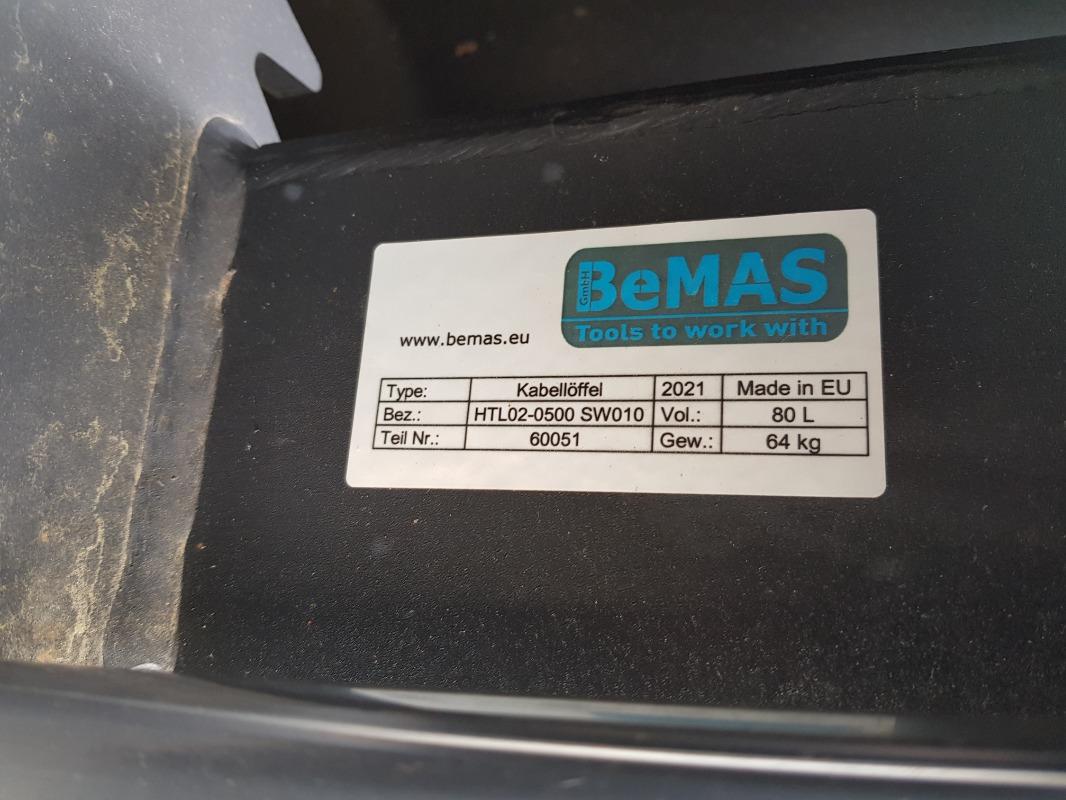 GmbH BeMAS
Tools to work with
www.bemas.eu
Type: Kabellöffel 2021 Made in EU
Bez.: HTL02-0500 SW010 Vol.: 80 L
Teil Nr.: 60051 Gew.: 64 kg